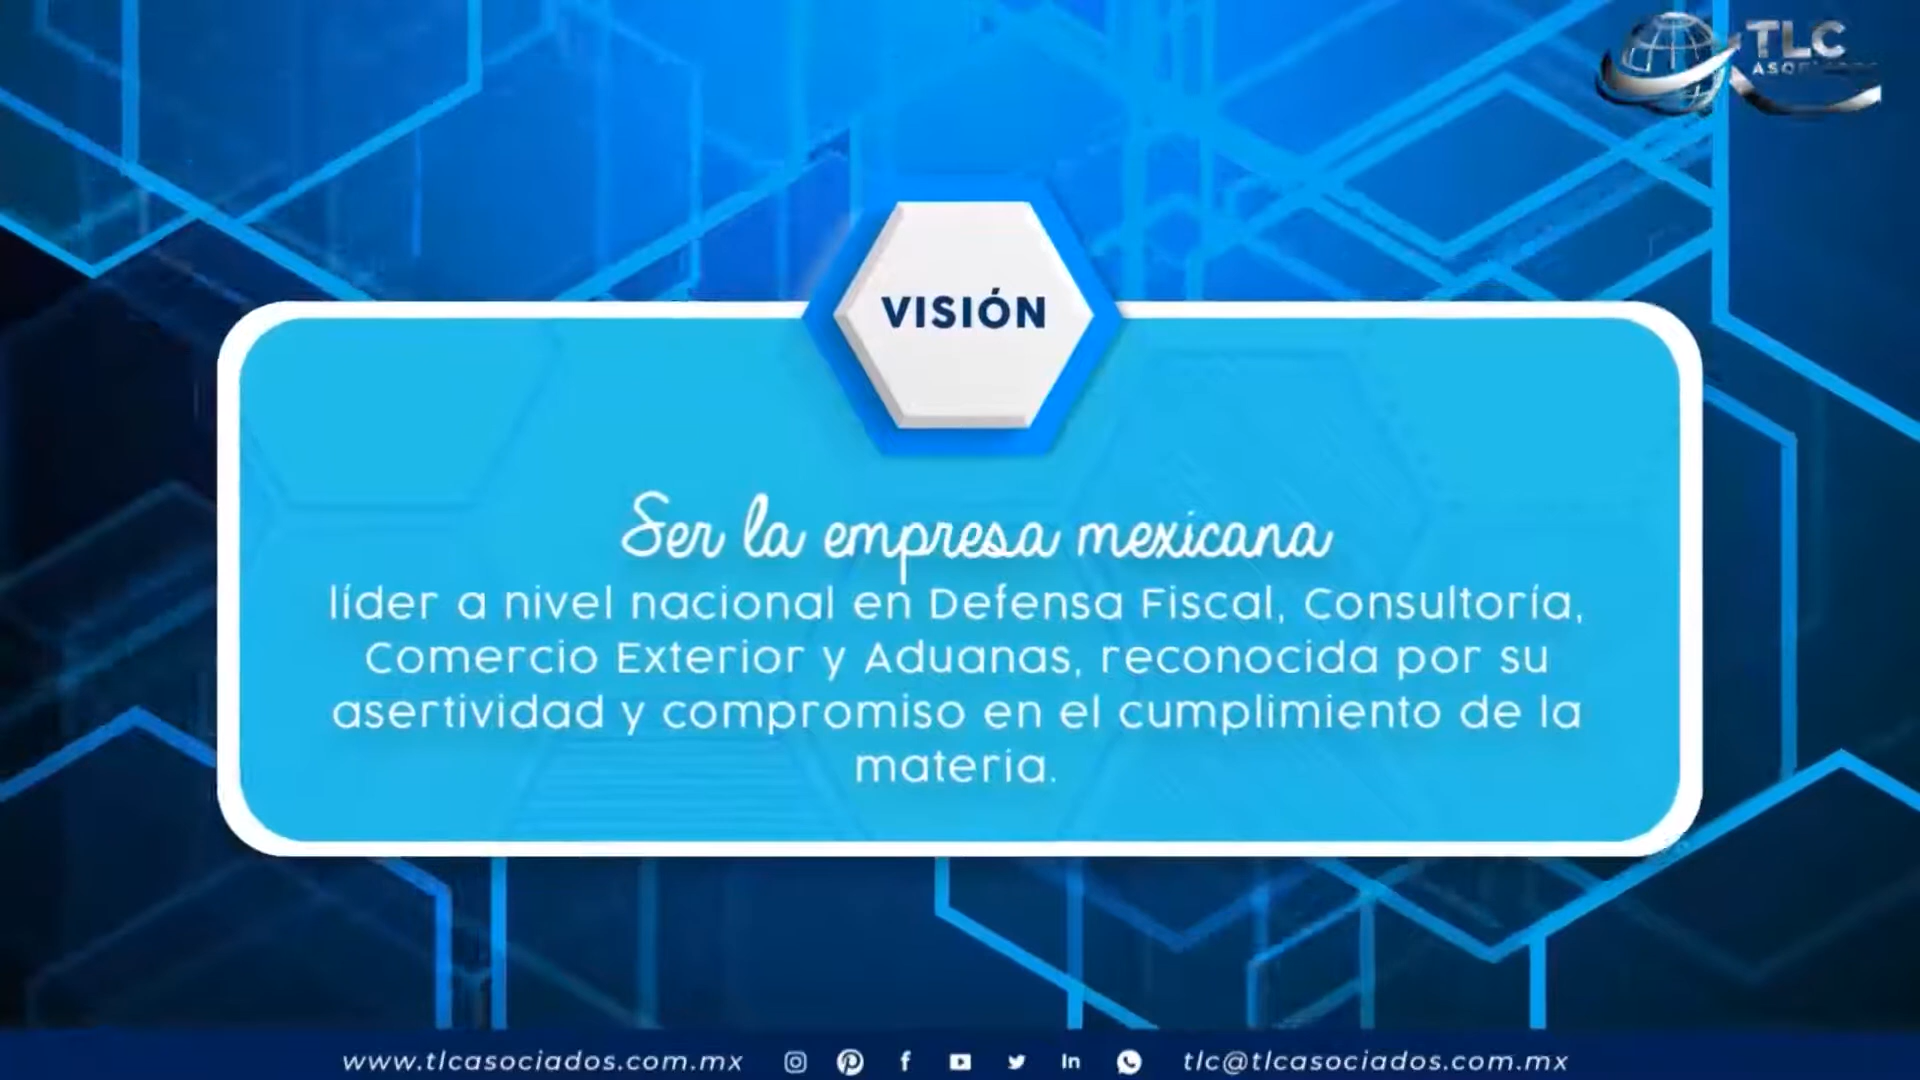 TLC
ASOCIADOS
VISIÓN
Ser la empresa mexicana
líder a nivel nacional en Defensa Fiscal, Consultoría,
Comercio Exterior y Aduanas, reconocida por su
asertividad y compromiso en el cumplimiento de la
materia.
www.tlcasociados.com.mx
tlc@tlcasociados.com.mx